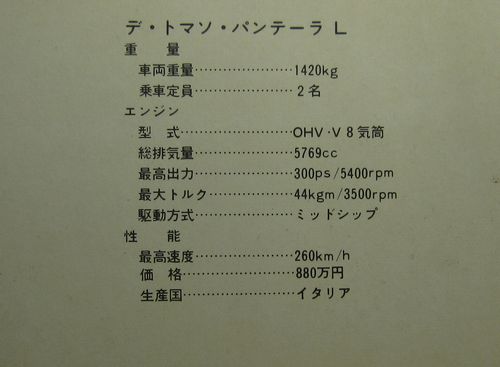 デ・トマソ・パンテーラ L
重　量
車両重量……………1420kg
乗車定員……………2名
エンジン
型　式………………OHV・V8気筒
総排気量……………5769cc
最高出力……………300ps/5400rpm
最大トルク…………44kgm/3500rpm
駆動方式……………ミッドシップ
性　能
最高速度……………260km/h
価　格………………880万円
生産国………………イタリア